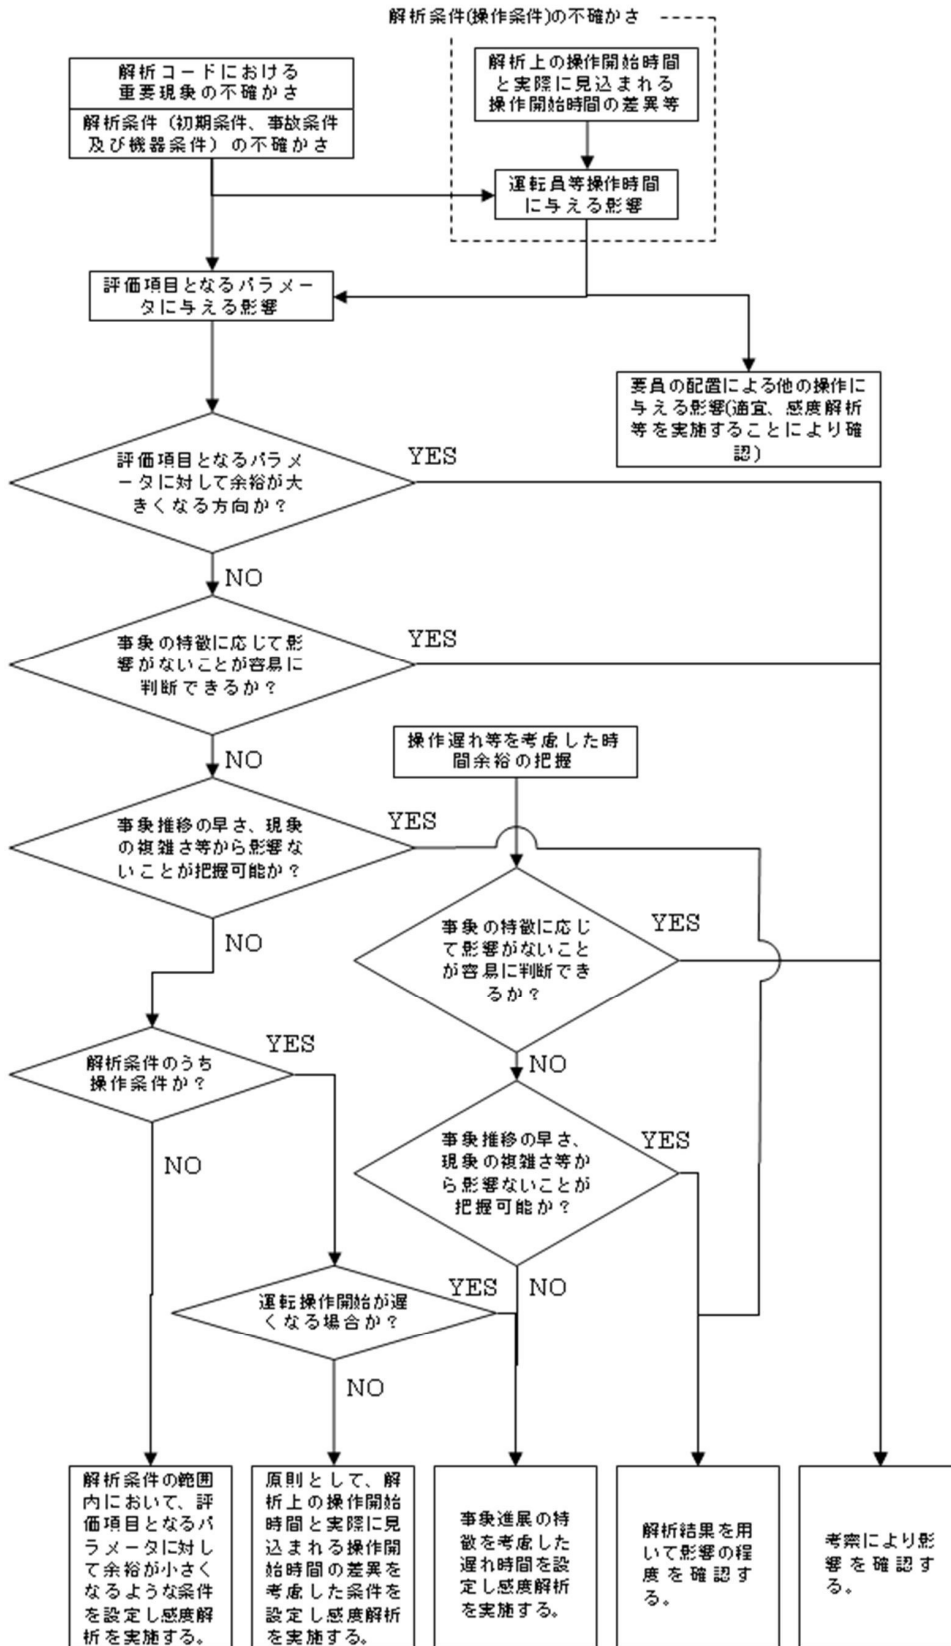 解析条件(操作条件)の不確かさ
解析コードにおける
重要現象の不確かさ
解析条件（初期条件、事故条件
及び機器条件）の不確かさ
解析上の操作開始時間
と実際に見込まれる
操作開始時間の差異等
運転員等操作時間
に与える影響
評価項目となるパラメー
タに与える影響
要員の配置による他の操作に
与える影響(適宜、感度解析
等を実施することにより確
認)
評価項目となるパラメ
ータに対して余裕が大
きくなる方向か？
YES
NO
事象の特徴に応じて影
響がないことが容易に
判断できるか？
YES
NO
操作遅れ等を考慮した時
間余裕の把握
事象推移の早さ、現象
の複雑さ等から影響な
いことが把握可能か？
YES
NO
事象の特徴に応じ
て影響がないこと
が容易に判断でき
るか？
YES
NO
解析条件のうち
操作条件か？
YES
NO
事象推移の早さ、
現象の複雑さ等か
ら影響ないことが
把握可能か？
YES
NO
運転操作開始が遅
くなる場合か？
YES
NO
解析条件の範囲
内において、評
価項目となるパ
ラメータに対し
て余裕が小さく
なるような条件
を設定し感度解
析を実施する。
原則として、解
析上の操作開始
時間と実際に見
込まれる操作開
始時間の差異を
考慮した条件を
設定し感度解析
を実施する。
事象進展の特
徴を考慮した
遅れ時間を設
定し感度解析
を実施する。
解析結果を用
いて影響の程
度を確認す
る。
考察により影
響を確認す
る。